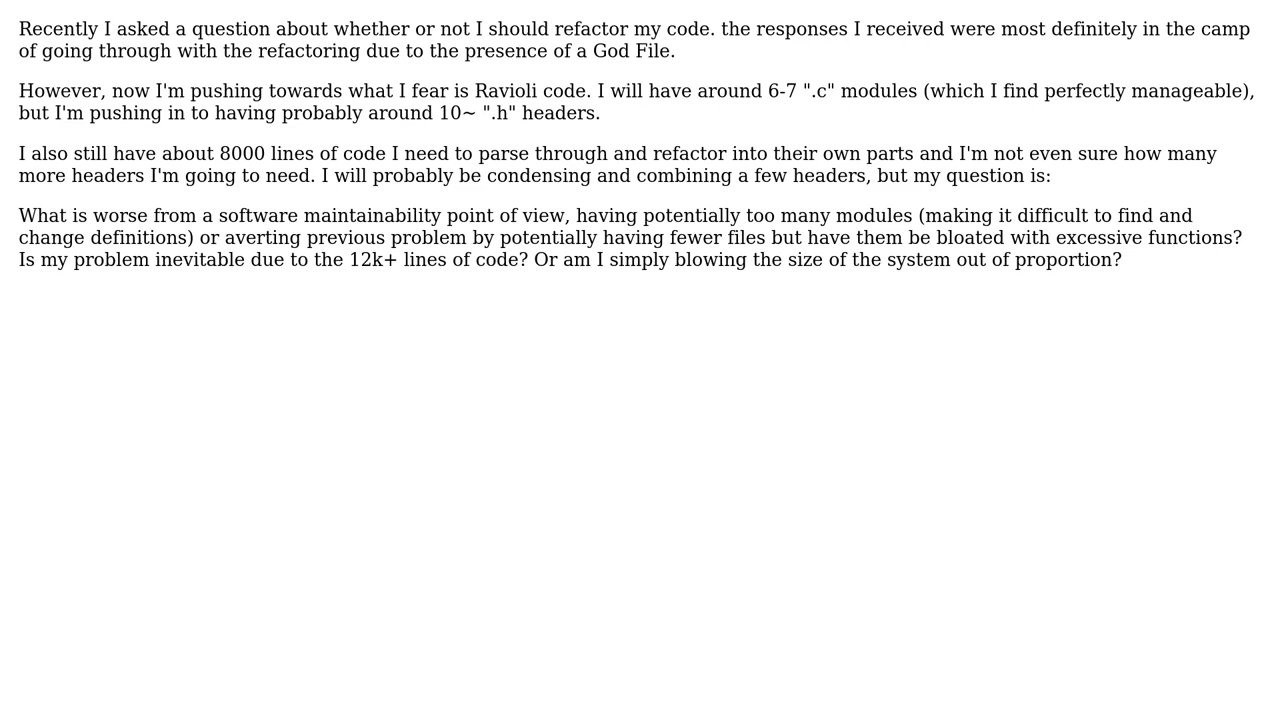 Recently I asked a question about whether or not I should refactor my code. the responses I received were most definitely in the camp
of going through with the refactoring due to the presence of a God File.
However, now I'm pushing towards what I fear is Ravioli code. I will have around 6-7 ".c" modules (which I find perfectly manageable),
but I'm pushing in to having probably around 10~ ".h" headers.
I also still have about 8000 lines of code I need to parse through and refactor into their own parts and I'm not even sure how many
more headers I'm going to need. I will probably be condensing and combining a few headers, but my question is:
What is worse from a software maintainability point of view, having potentially too many modules (making it difficult to find and
change definitions) or averting previous problem by potentially having fewer files but have them be bloated with excessive functions?
Is my problem inevitable due to the 12k+ lines of code? Or am I simply blowing the size of the system out of proportion?